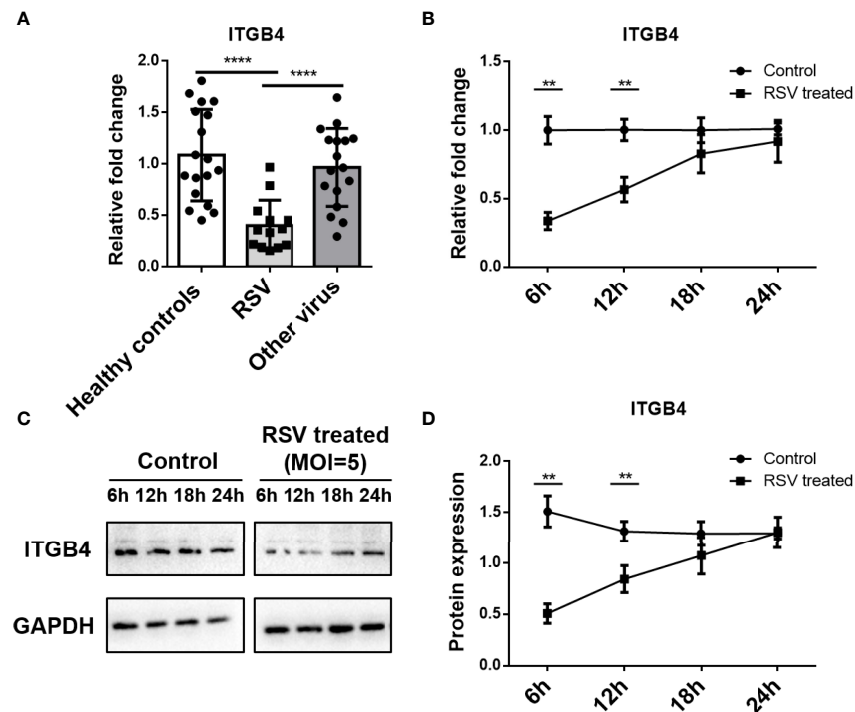 A
ITGB4
Relative fold change
2.0
1.5
1.0
0.5
0.0
****
****
Healthy controls
RSV
Other virus
B
ITGB4
Relative fold change
1.5
1.0
0.5
0.0
**
**
Control
RSV treated
6h
12h
18h
24h
C
Control
RSV treated
(MOI=5)
6h 12h 18h 24h
6h 12h 18h 24h
ITGB4
GAPDH
D
ITGB4
Protein expression
2.0
1.5
1.0
0.5
0.0
**
**
Control
RSV treated
6h
12h
18h
24h